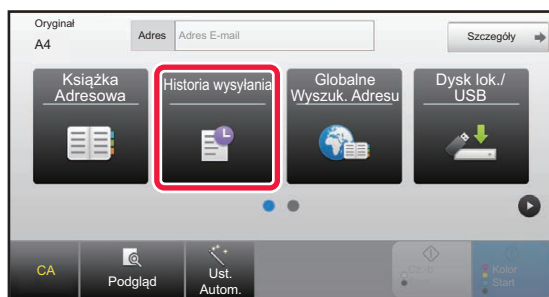 Oryginał
A4
Adres
Adres E-mail
Szczegóły
Książka
Adresowa
Historia wysyłania
Globalne
Wyszuk. Adresu
Dysk lok./
USB
CA
Podgląd
Ust.
Autom.
Kolor
Start